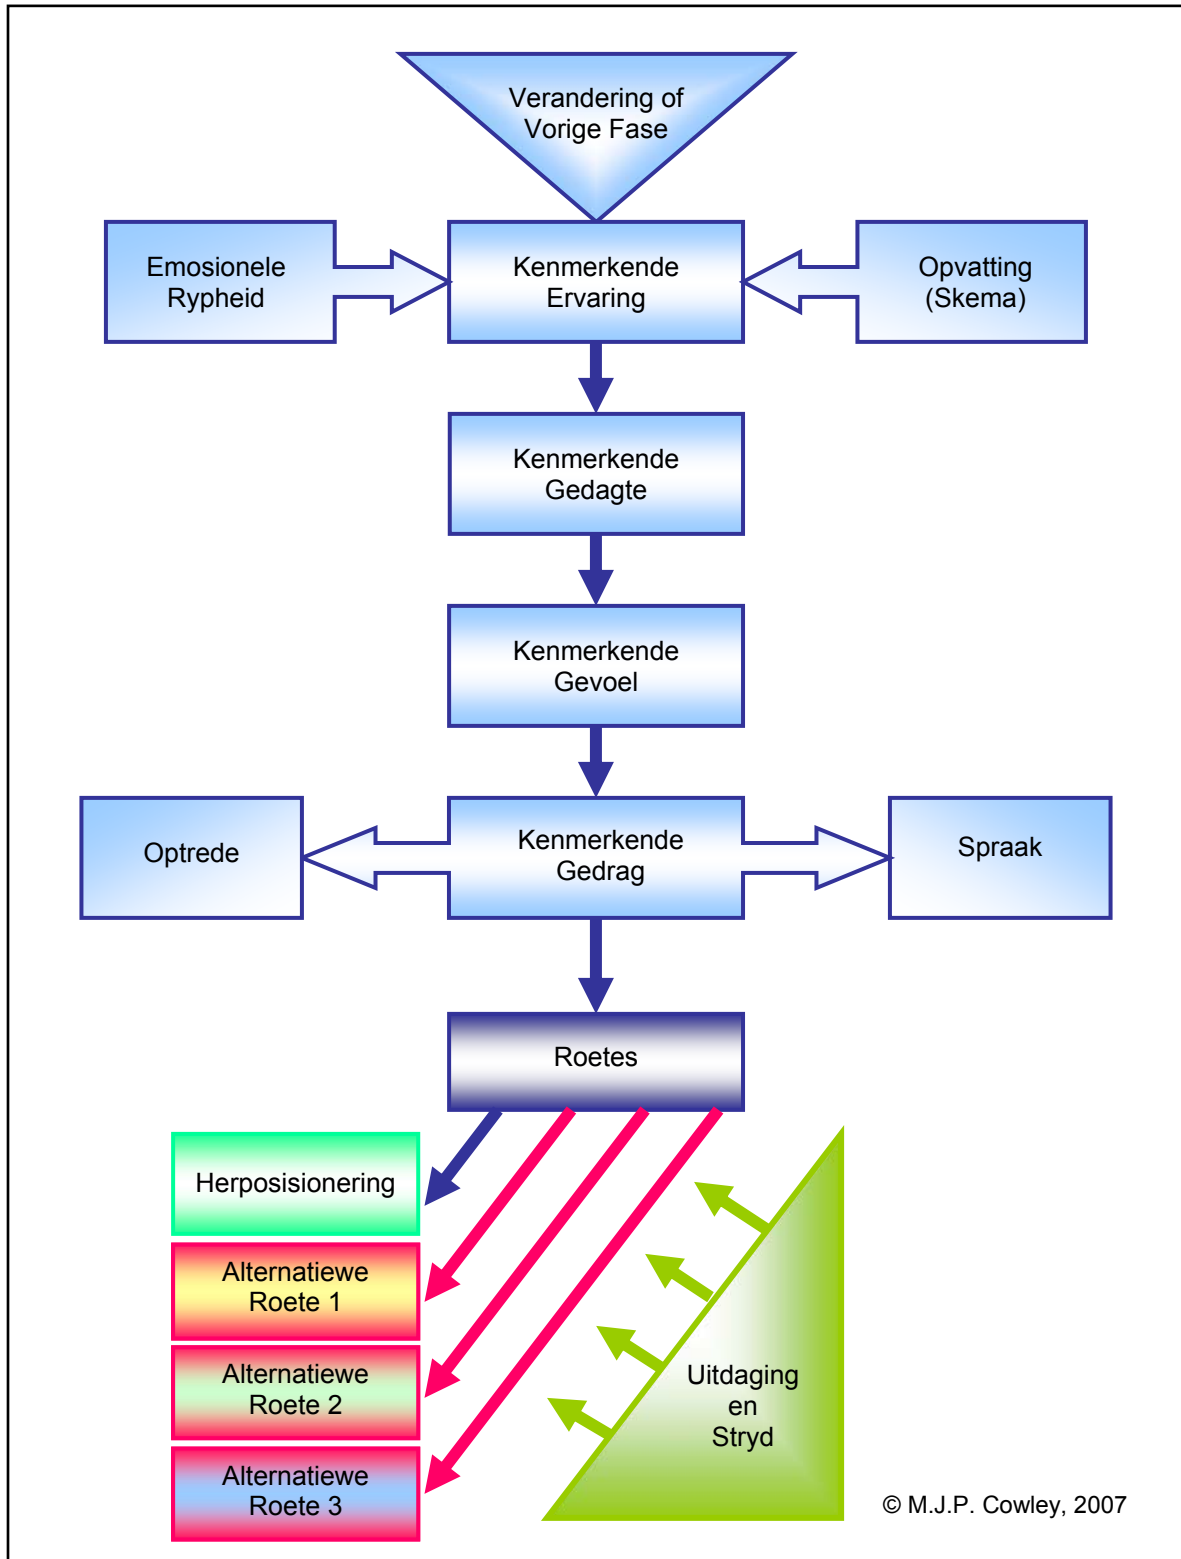 Verandering of
Vorige Fase
Emosionele
Rypheid
Kenmerkende
Ervaring
Opvatting
(Skema)
Kenmerkende
Gedagte
Kenmerkende
Gevoel
Optrede
Kenmerkende
Gedrag
Spraak
Roetes
Herposisionering
Alternatiewe
Roete 1
Alternatiewe
Roete 2
Alternatiewe
Roete 3
Uitdaging
en
Stryd
© M.J.P. Cowley, 2007